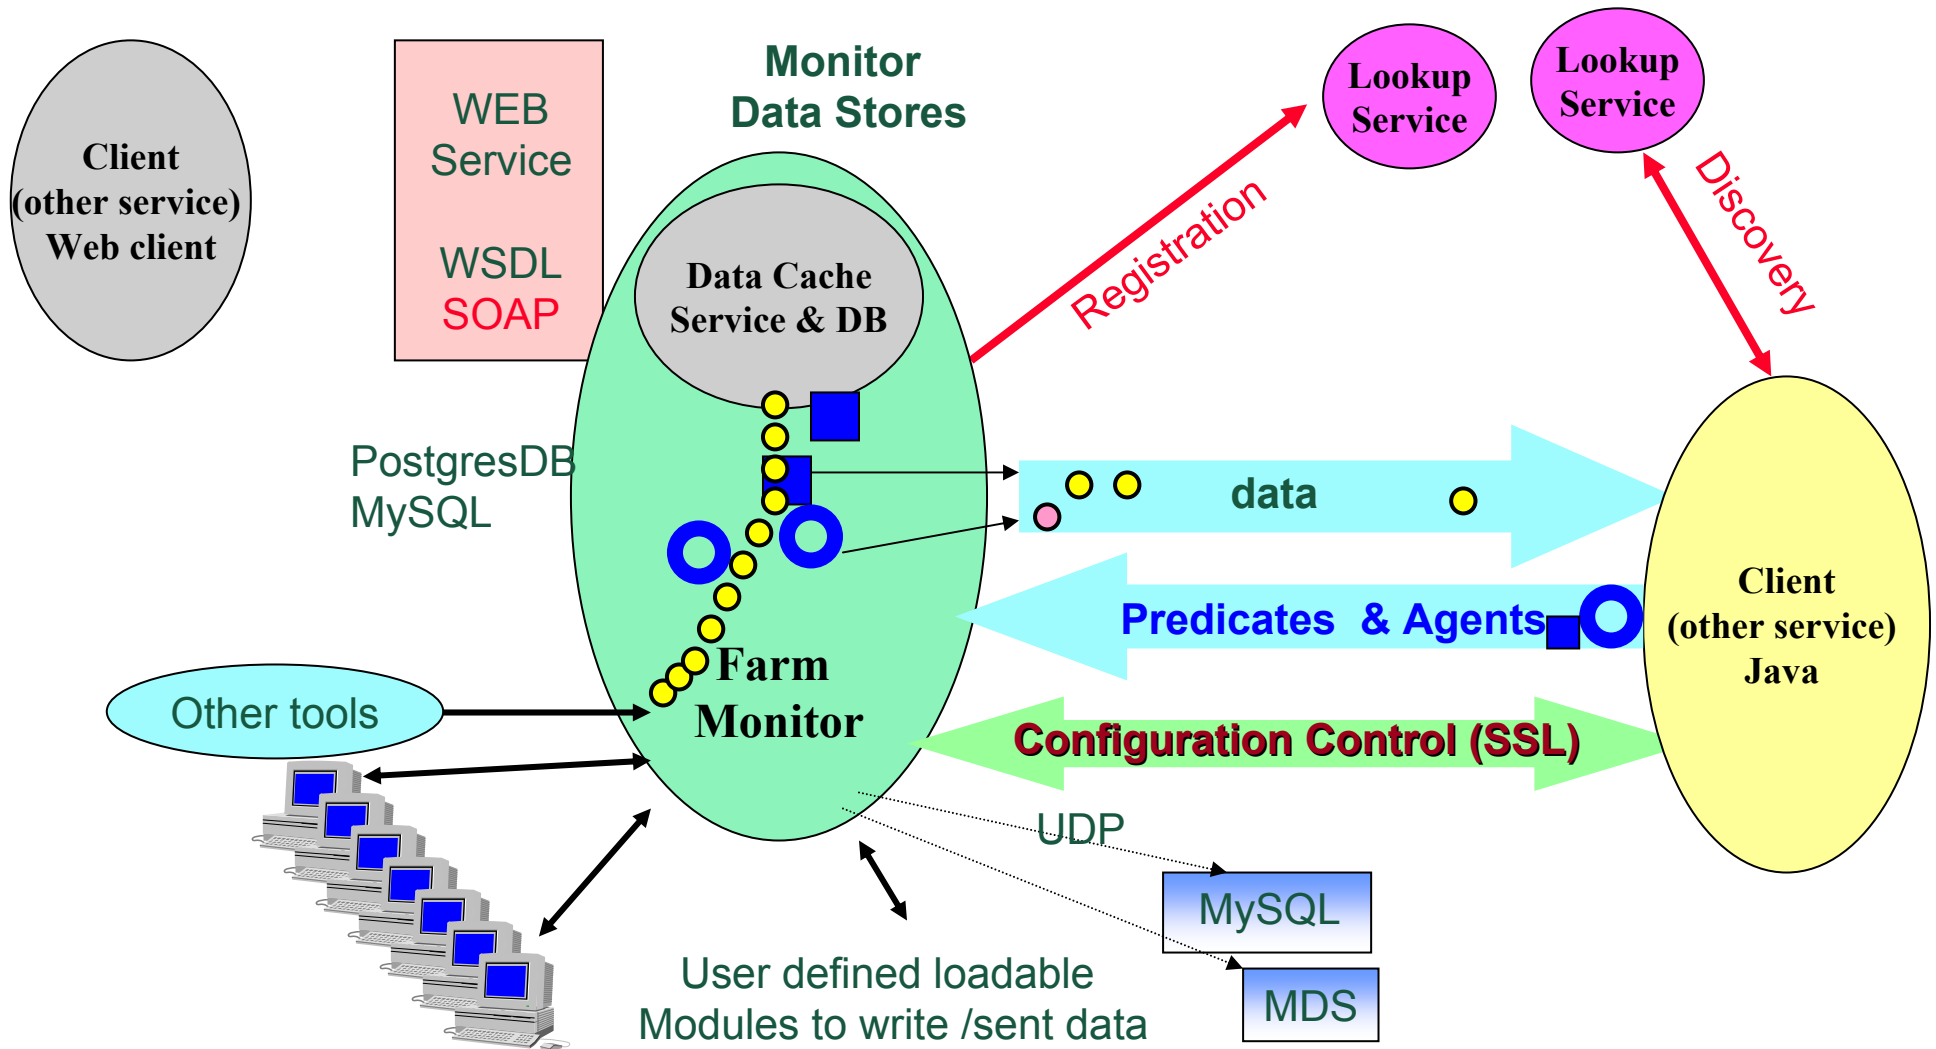 Monitor
Data Stores
Lookup
Service
Lookup
Service
Client
(other service)
Web client
WEB
Service
WSDL
SOAP
Data Cache
Service & DB
Registration
Discovery
PostgresDB
MySQL
data
Predicates & Agents
Client
(other service)
Java
Farm
Monitor
Other tools
Configuration Control (SSL)
UDP
MySQL
MDS
User defined loadable
Modules to write /sent data